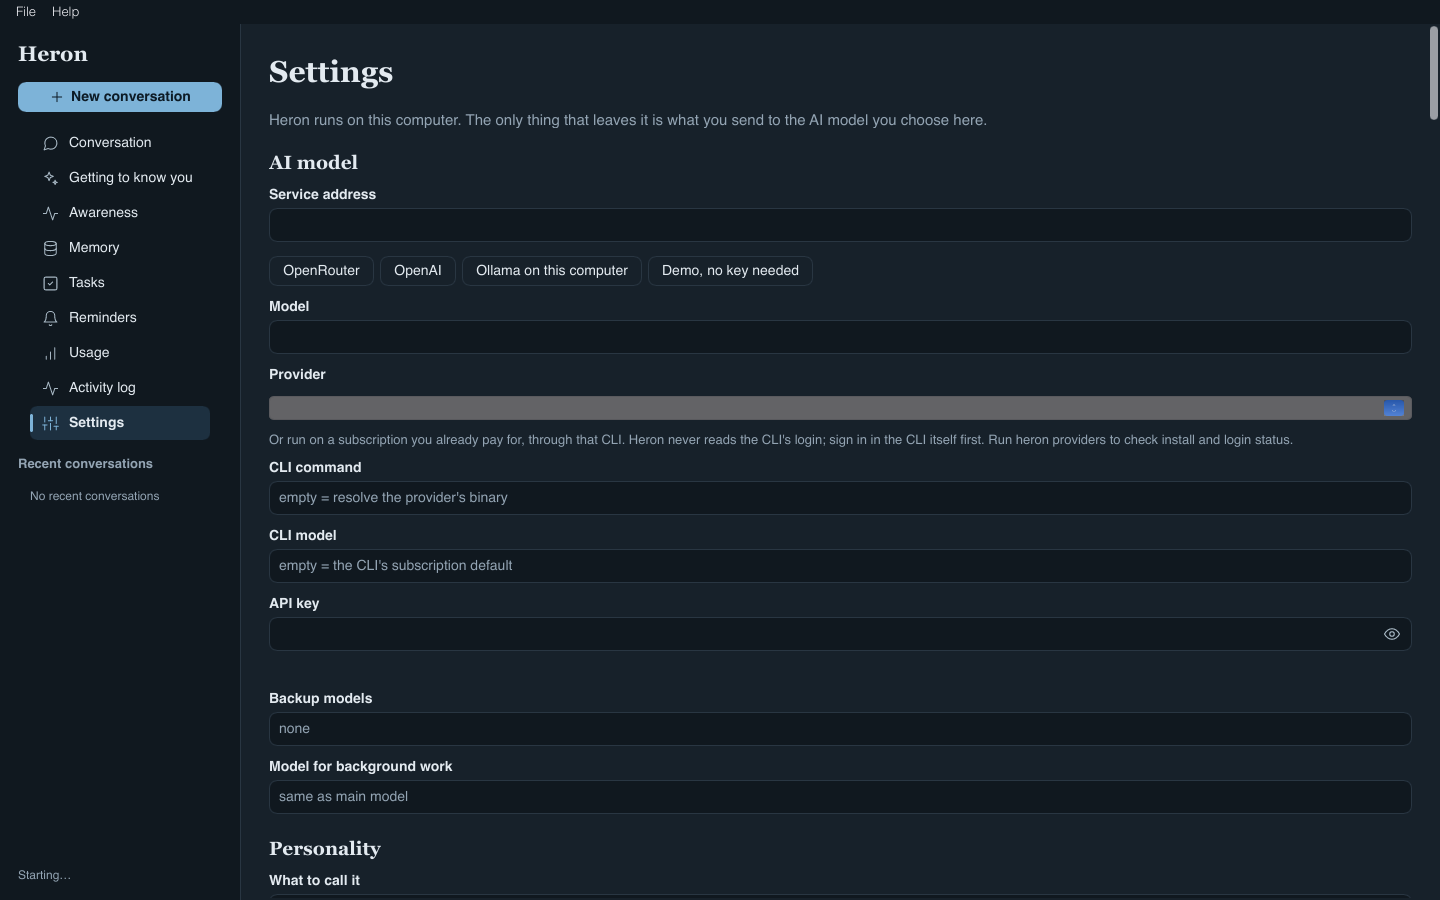 File Help
Heron
New conversation
Conversation
Getting to know you
Awareness
Memory
Tasks
Reminders
Usage
Activity log
Settings
Recent conversations
No recent conversations
Starting…
Settings
Heron runs on this computer. The only thing that leaves it is what you send to the AI model you choose here.
AI model
Service address
OpenRouter OpenAI Ollama on this computer Demo, no key needed
Model
Provider
Or run on a subscription you already pay for, through that CLI. Heron never reads the CLI's login; sign in in the CLI itself first. Run heron providers to check install and login status.
CLI command
empty = resolve the provider's binary
CLI model
empty = the CLI's subscription default
API key
Backup models
none
Model for background work
same as main model
Personality
What to call it